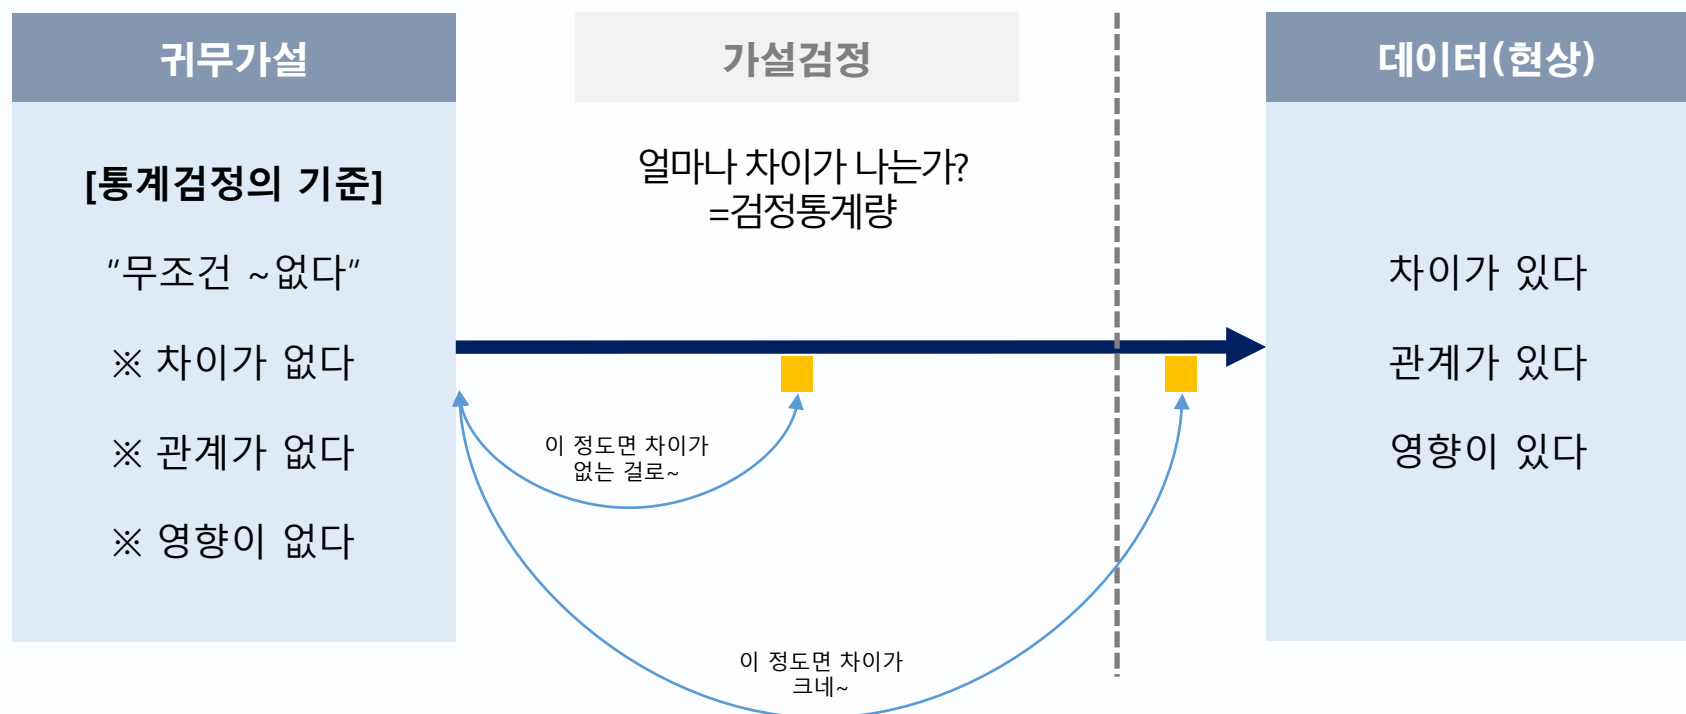 귀무가설
[통계검정의 기준]
"무조건 ~없다"
※ 차이가 없다
※ 관계가 없다
※ 영향이 없다
가설검정
얼마나 차이가 나는가?
=검정통계량
이 정도면 차이가
없는 걸로~
이 정도면 차이가
크네~
데이터(현상)
차이가 있다
관계가 있다
영향이 있다